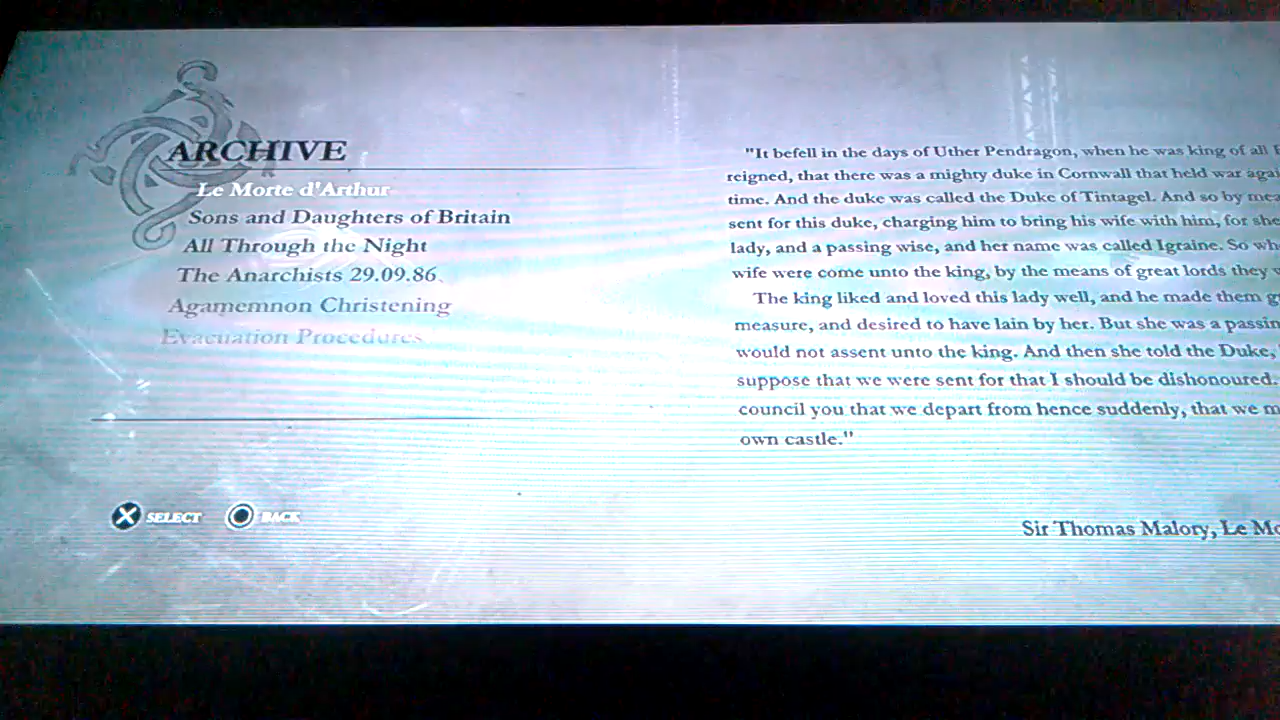 ARCHIVE
Le Morte d'Arthur
Sons and Daughters of Britain
All Through the Night
The Anarchists 29.09.86
Agamemnon Christening
Evacuation Procedures
SELECT BACK
"It befell in the days of Uther Pendragon, when he was king of all
reigned, that there was a mighty duke in Cornwall that held war
time. And the duke was called the Duke of Tintagel. And so by
sent for this duke, charging him to bring his wife with him, for she
lady, and a passing wise, and her name was called Igraine. So
wife were come unto the king, by the means of great lords they
The king liked and loved this lady well, and he made them
measure, and desired to have lain by her. But she was a
would not assent unto the king. And then she told the Duke,
suppose that we were sent for that I should be dishonoured.
council you that we depart from hence suddenly, that we
own castle."
Sir Thomas Malory, Le